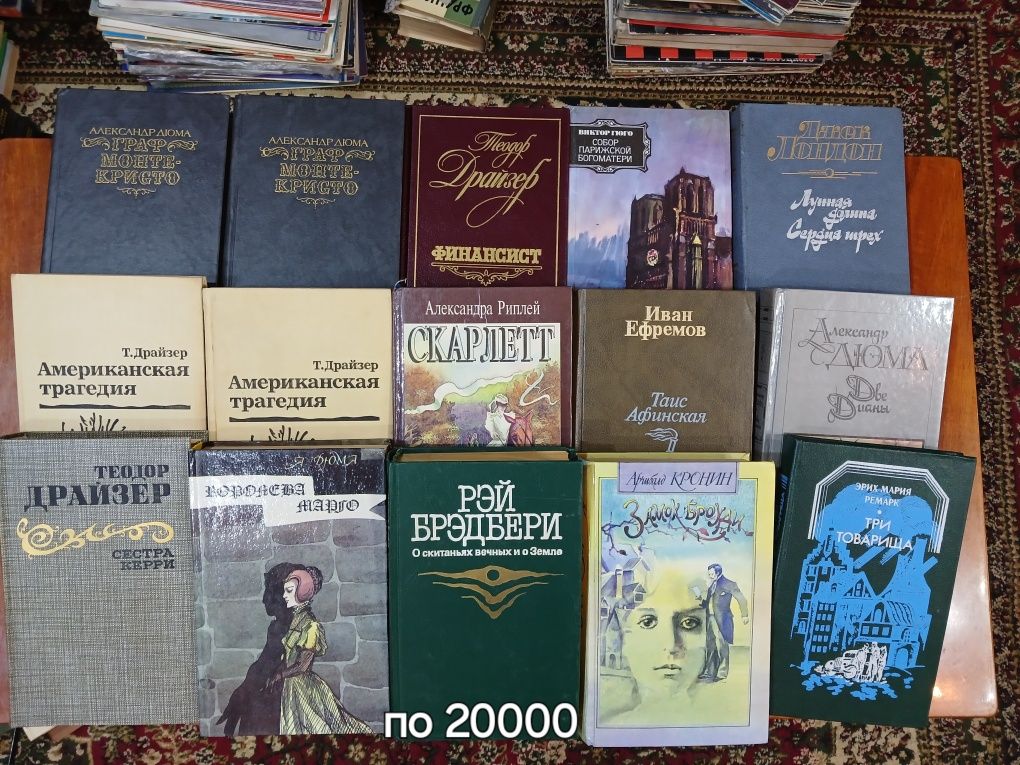 АЛЕКСАНДР ДЮМА
ГРАФ
МОНТЕ-
КРИСТО
АЛЕКСАНДР ДЮМА
ГРАФ
МОНТЕ-
КРИСТО
Теодор
Драйзер
ФИНАНСИСТ
ВИКТОР ГЮГО
СОБОР
ПАРИЖСКОЙ
БОГОМАТЕРИ
Джек
Лондон
Лунная
долина
Сердца трех
Т. Драйзер
Американская
трагедия
Т. Драйзер
Американская
трагедия
Александра Риплей
СКАРЛЕТТ
2
Иван
Ефремов
Таис
Афинская
Александр
ДЮМА
Две
Дианы
ТЕОДОР
ДРАЙЗЕР
СЕСТРА
КЕРРИ
А. ДЮМА
КОРОЛЕВА
МАРГО
РЭЙ
БРЭДБЕРИ
О скитаньях вечных и о Земле
Арчибалд КРОНИН
ЗАМОК БРОУДИ
ЭРИХ МАРИЯ
РЕМАРК
ТРИ
ТОВАРИЩА
по 20000